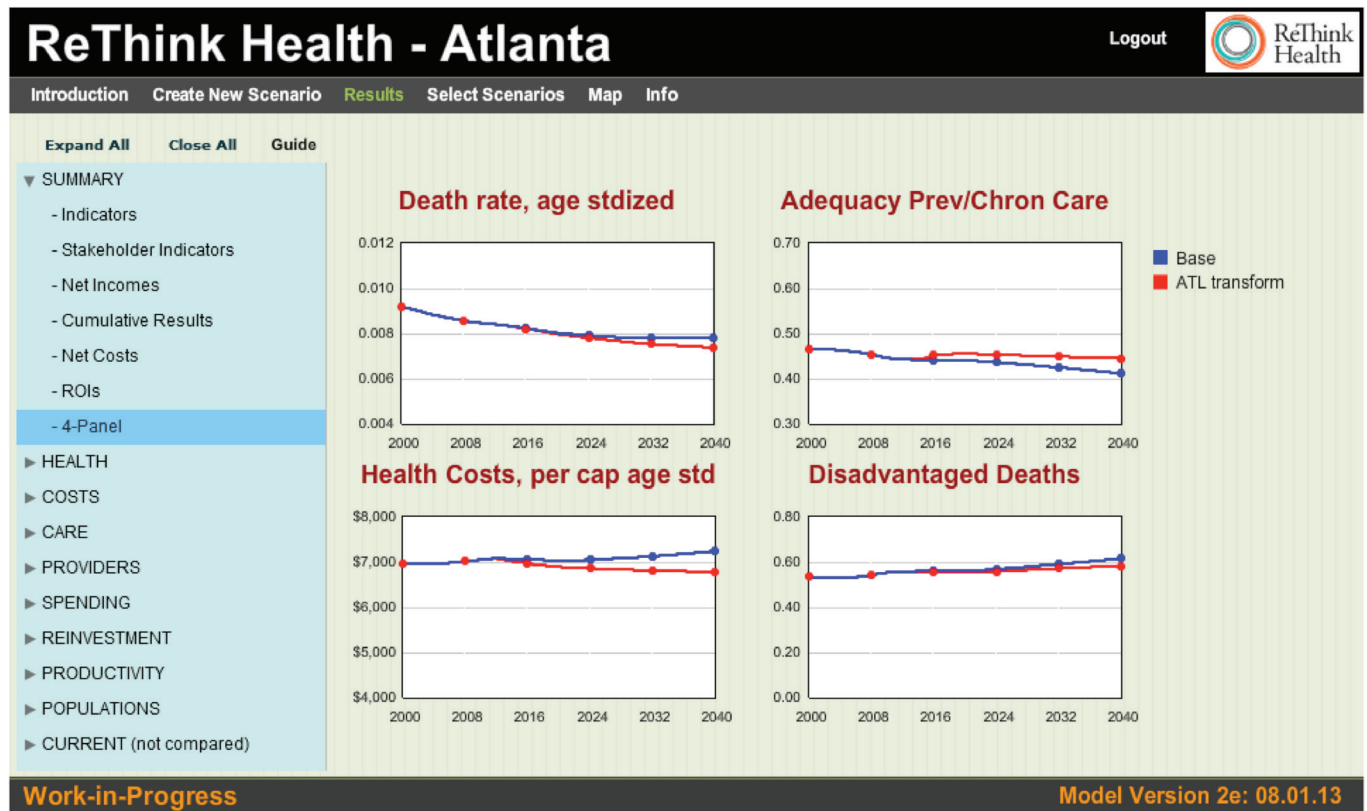 ReThink Health - Atlanta
Logout
ReThink
Health
Introduction Create New Scenario Results Select Scenarios Map Info
Expand All Close All Guide
▼ SUMMARY
- Indicators
- Stakeholder Indicators
- Net Incomes
- Cumulative Results
- Net Costs
- ROIs
- 4-Panel
► HEALTH
► COSTS
► CARE
► PROVIDERS
► SPENDING
► REINVESTMENT
► PRODUCTIVITY
► POPULATIONS
► CURRENT (not compared)
Death rate, age stdized
0.012
0.010
0.008
0.006
0.004
2000 2008 2016 2024 2032 2040
Adequacy Prev/Chron Care
0.70
0.60
0.50
0.40
0.30
2000 2008 2016 2024 2032 2040
Base
ATL transform
Health Costs, per cap age std
$8,000
$7,000
$6,000
$5,000
$4,000
2000 2008 2016 2024 2032 2040
Disadvantaged Deaths
0.80
0.60
0.40
0.20
0.00
2000 2008 2016 2024 2032 2040
Work-in-Progress
Model Version 2e: 08.01.13